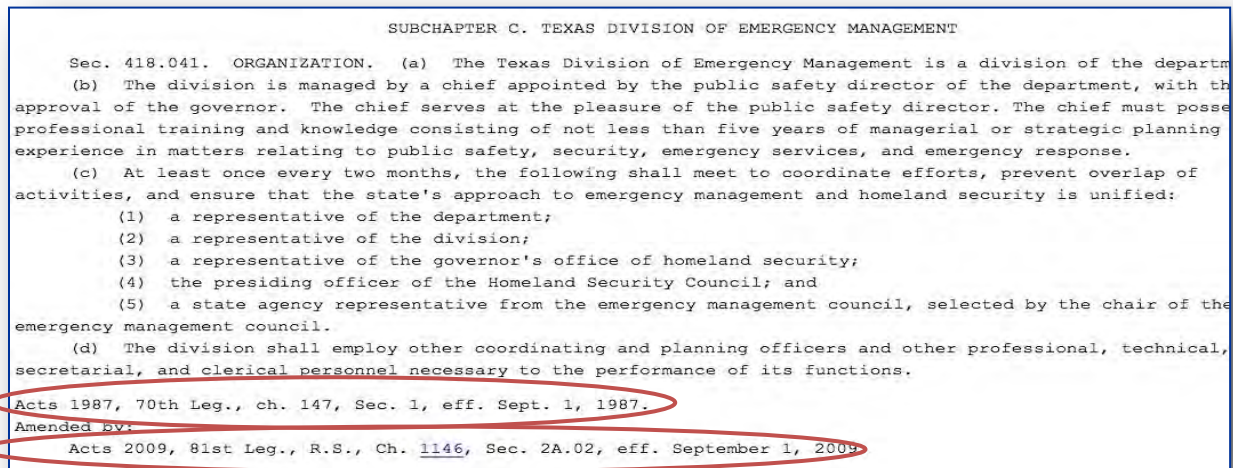 SUBCHAPTER C. TEXAS DIVISION OF EMERGENCY MANAGEMENT
Sec. 418.041. ORGANIZATION. (a) The Texas Division of Emergency Management is a division of the departm
(b) The division is managed by a chief appointed by the public safety director of the department, with th
approval of the governor. The chief serves at the pleasure of the public safety director. The chief must posse
professional training and knowledge consisting of not less than five years of managerial or strategic planning
experience in matters relating to public safety, security, emergency services, and emergency response.
(c) At least once every two months, the following shall meet to coordinate efforts, prevent overlap of
activities, and ensure that the state's approach to emergency management and homeland security is unified:
(1) a representative of the department;
(2) a representative of the division;
(3) a representative of the governor's office of homeland security;
(4) the presiding officer of the Homeland Security Council; and
(5) a state agency representative from the emergency management council, selected by the chair of the
emergency management council.
(d) The division shall employ other coordinating and planning officers and other professional, technical,
secretarial, and clerical personnel necessary to the performance of its functions.
Acts 1987, 70th Leg., ch. 147, Sec. 1, eff. Sept. 1, 1987.
Amended by:
Acts 2009, 81st Leg., R.S., Ch. 1146, Sec. 2A.02, eff. September 1, 2009